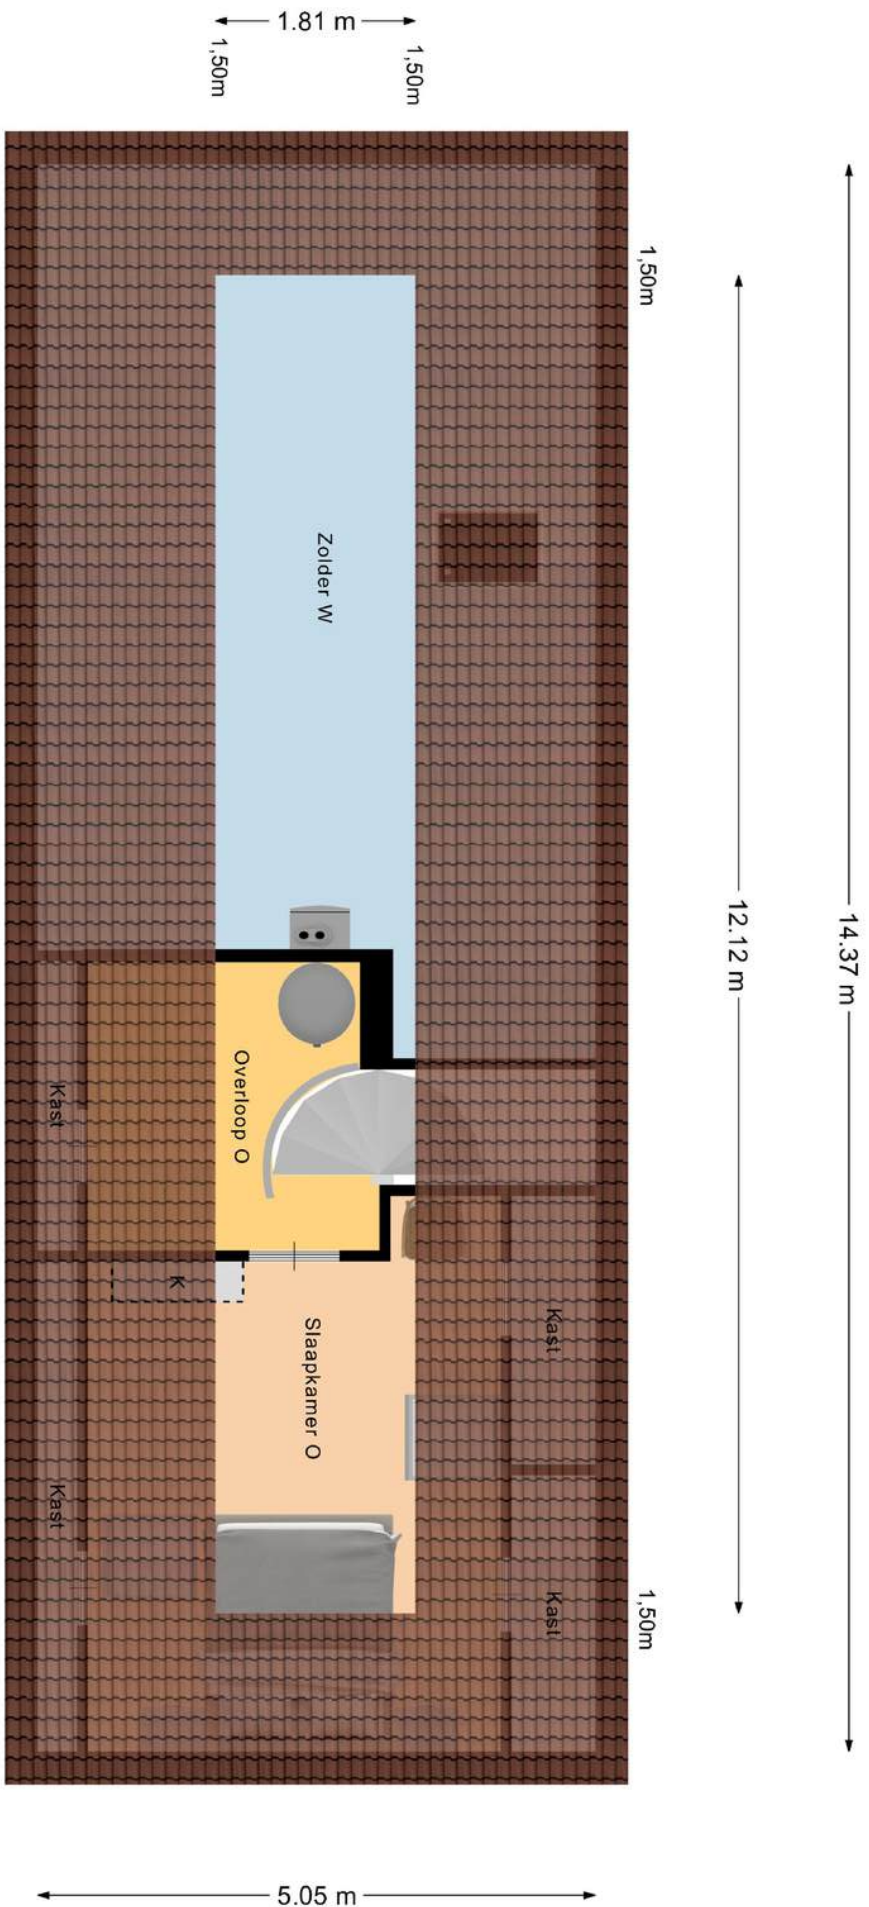 1.81 m
1,50m
1,50m
1,50m
Zolder W
12.12 m
14.37 m
Overloop O
Kast
K
Kast
Slaapkamer O
Kast
Kast
1,50m
5.05 m